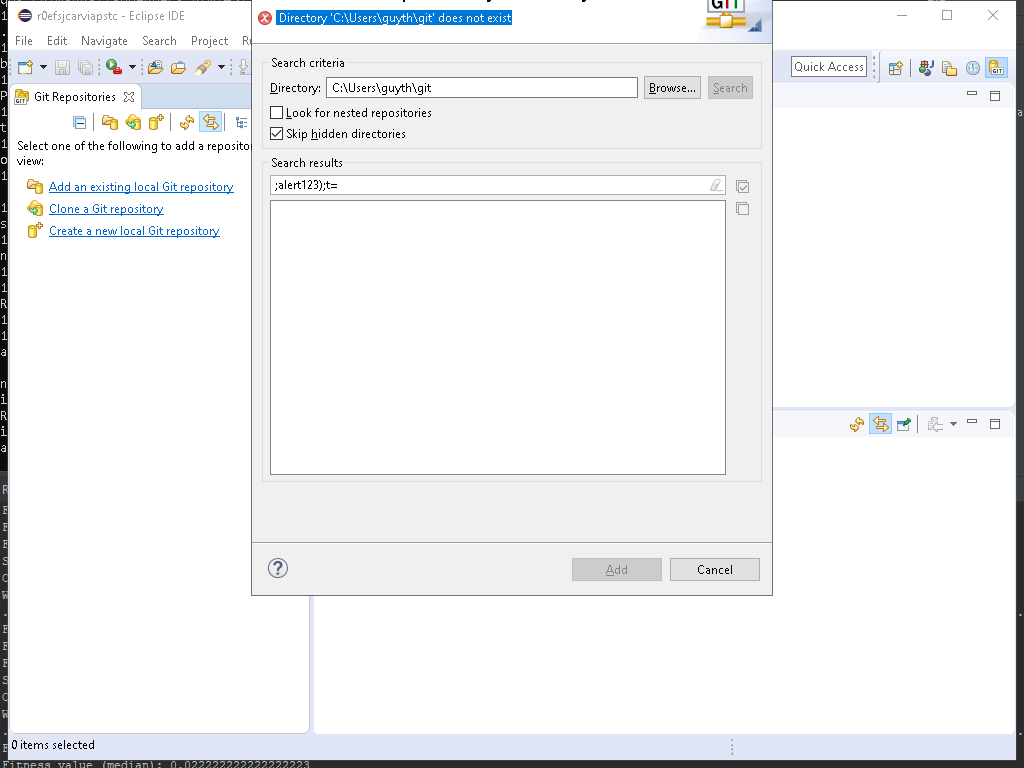 r0efsjcarviapstc - Eclipse IDE
File Edit Navigate Search Project
Quick Access
Git Repositories
Select one of the following to add a
view:
Add an existing local Git repository
Clone a Git repository
Create a new local Git repository
GIT
Directory 'C:\Users\guyth\git' does not exist
Search criteria
Directory: C:\Users\guyth\git Browse... Search
Look for nested repositories
Skip hidden directories
Search results
;alert123);t=
? Add Cancel
0 items selected
Fitness value (median): 0.022222222222222223